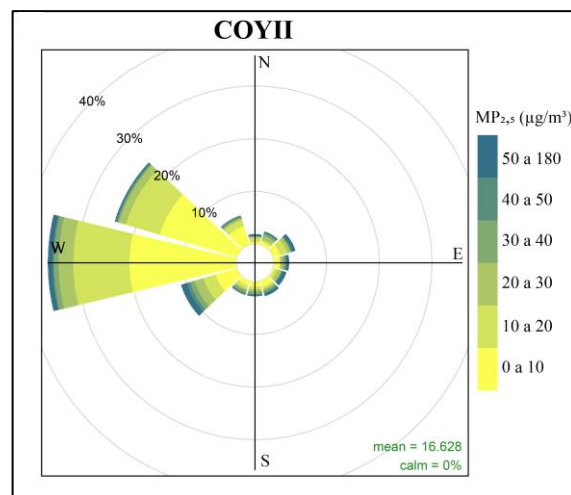 COYII
N
40%
30%
20%
10%
W
E
S
mean = 16.628
calm = 0%
MP₂,₅ (µg/m³)
50 a 180
40 a 50
30 a 40
20 a 30
10 a 20
0 a 10